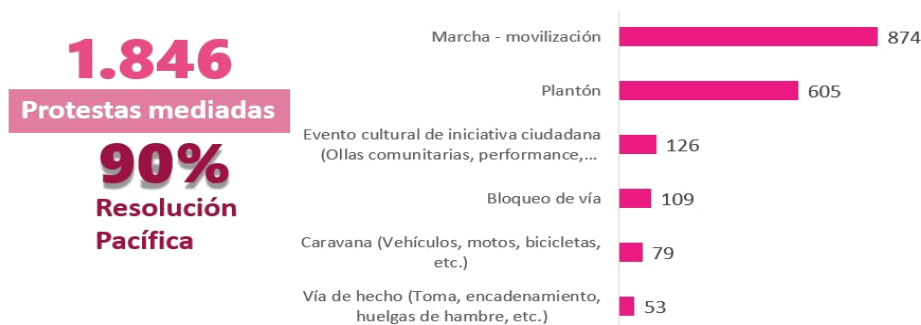 1.846
Protestas mediadas
90%
Resolución
Pacífica
Marcha - movilización
874
Plantón
605
Evento cultural de iniciativa ciudadana
(Ollas comunitarias, performance,...
126
Bloqueo de vía
109
Caravana (Vehículos, motos, bicicletas,
etc.)
79
Vía de hecho (Toma, encadenamiento,
huelgas de hambre, etc.)
53